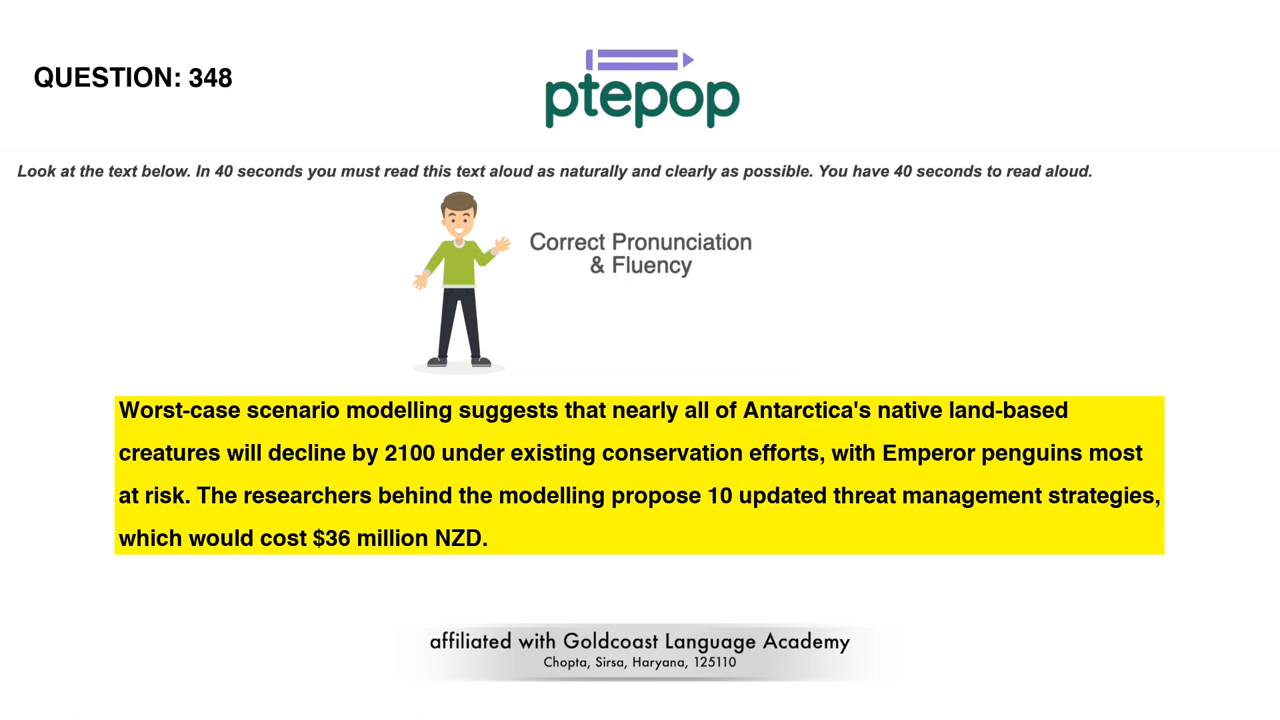 QUESTION: 348
ptepop
Look at the text below. In 40 seconds you must read this text aloud as naturally and clearly as possible. You have 40 seconds to read aloud.
Correct Pronunciation
& Fluency
Worst-case scenario modelling suggests that nearly all of Antarctica's native land-based
creatures will decline by 2100 under existing conservation efforts, with Emperor penguins most
at risk. The researchers behind the modelling propose 10 updated threat management strategies,
which would cost $36 million NZD.
affiliated with Goldcoast Language Academy
Chopta, Sirsa, Haryana, 125110